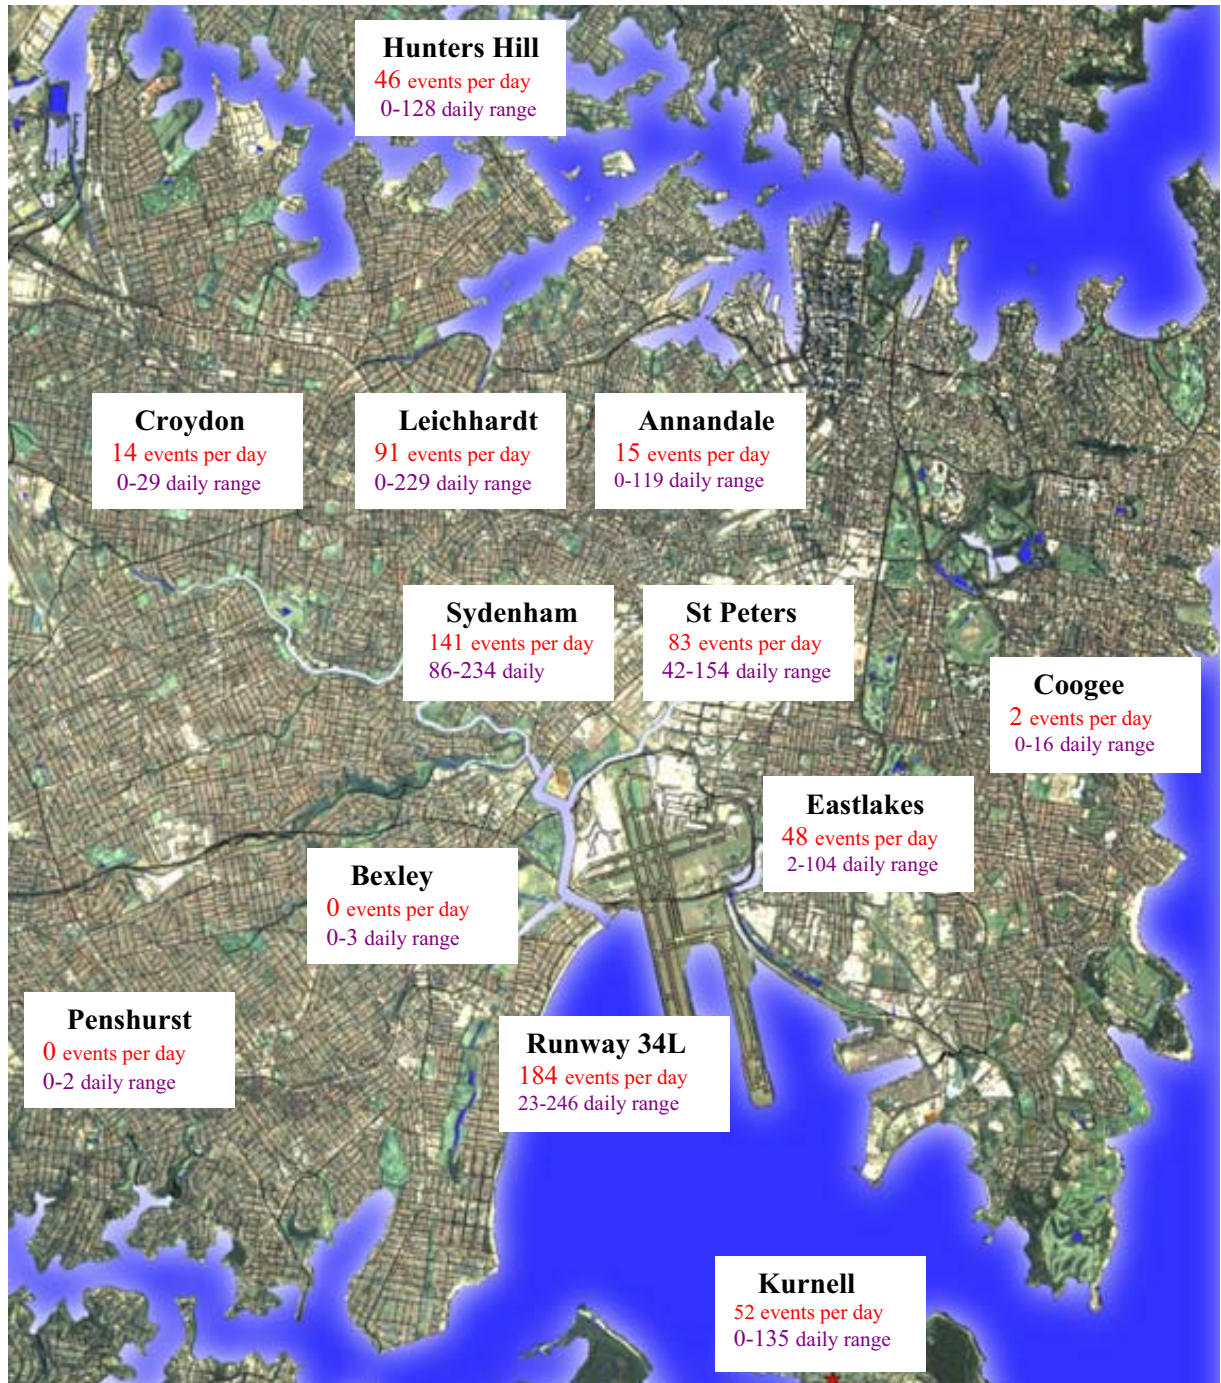 Hunters Hill
46 events per day
0-128 daily range
Croydon
14 events per day
0-29 daily range
Leichhardt
91 events per day
0-229 daily range
Annandale
15 events per day
0-119 daily range
Sydenham
141 events per day
86-234 daily
St Peters
83 events per day
42-154 daily range
Coogee
2 events per day
0-16 daily range
Eastlakes
48 events per day
2-104 daily range
Bexley
0 events per day
0-3 daily range
Penshurst
0 events per day
0-2 daily range
Runway 34L
184 events per day
23-246 daily range
Kurnell
52 events per day
0-135 daily range